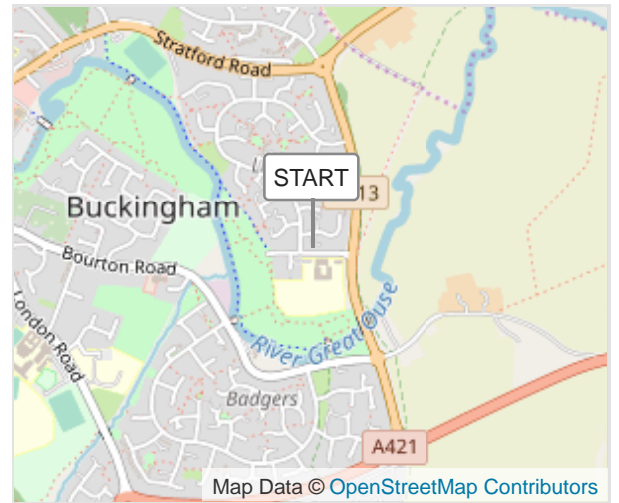 Stratford Road
START
13
Buckingham
Bourton Road
London Road
River Great Ouse
Badgers
A421
Map Data © OpenStreetMap Contributors